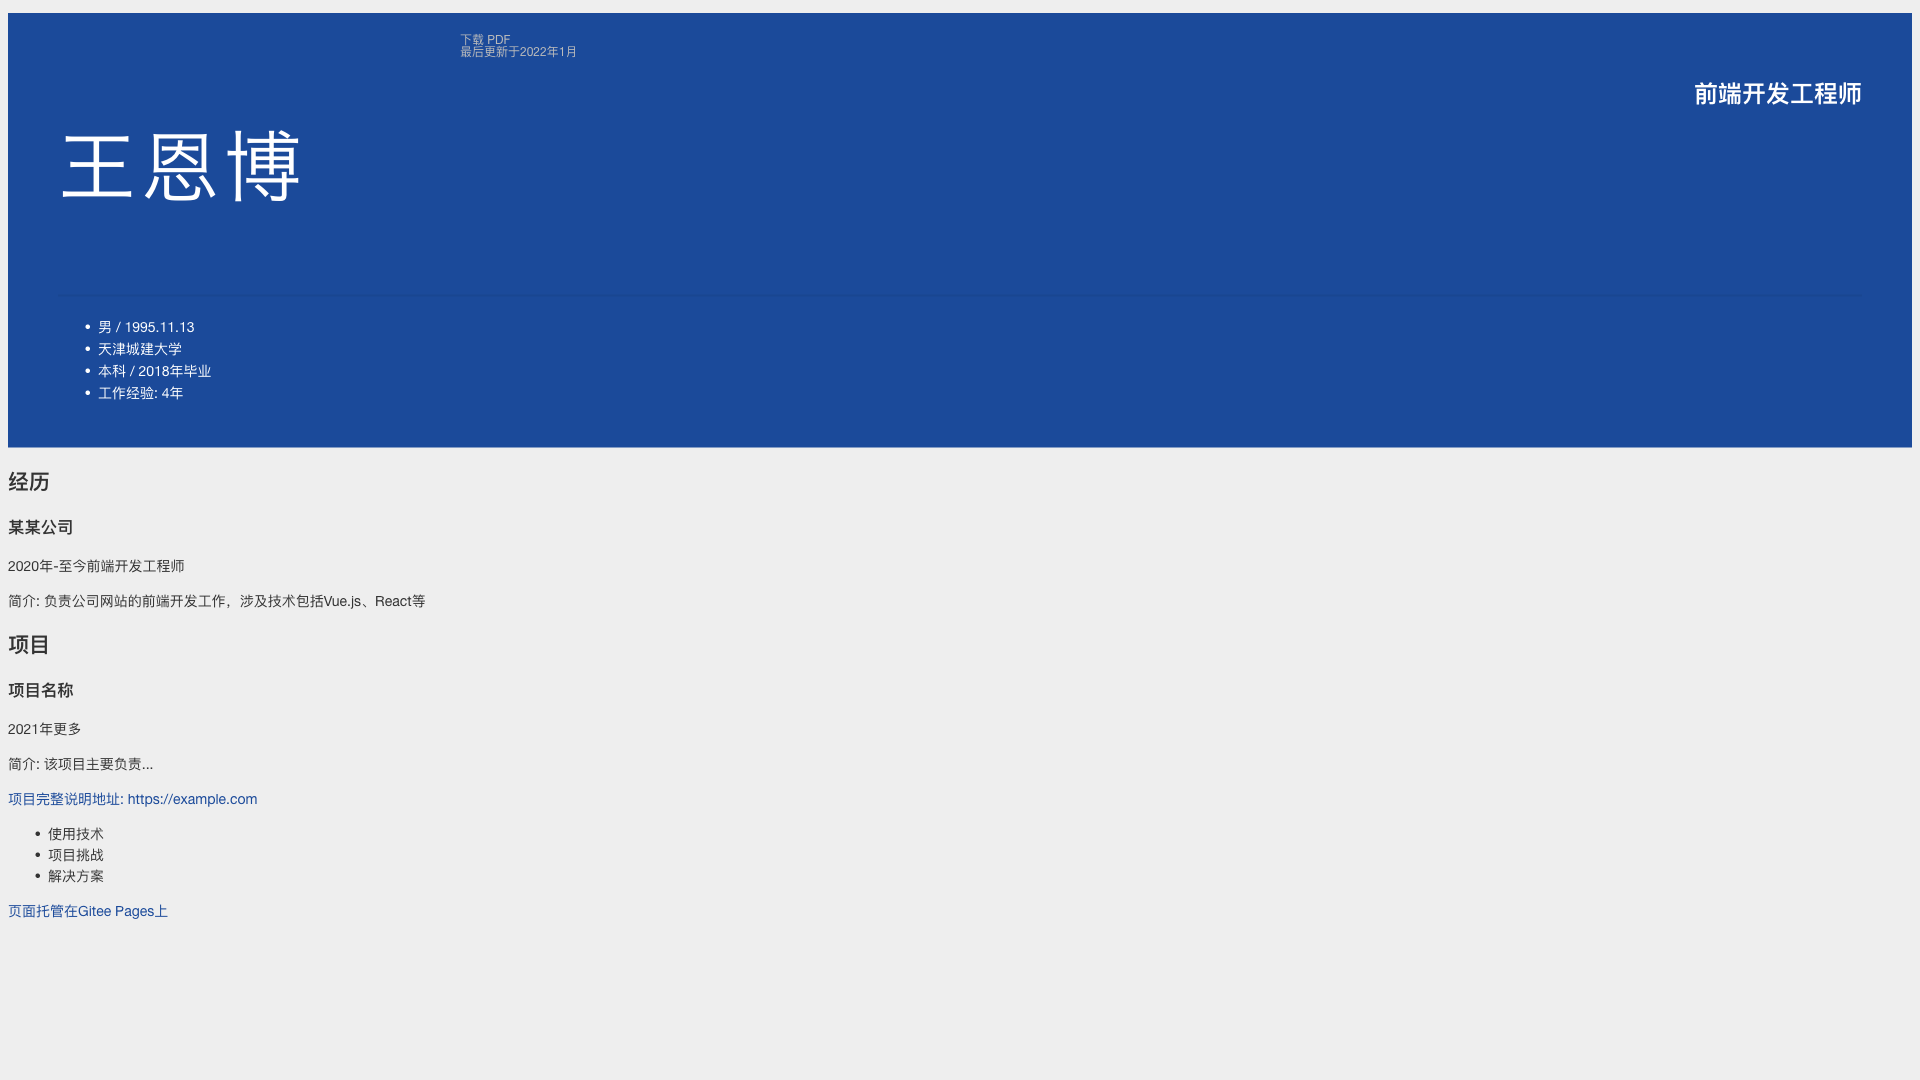 下载 PDF
最后更新于2022年1月
前端开发工程师
王恩博
男 / 1995.11.13
天津城建大学
本科 / 2018年毕业
工作经验: 4年
经历
某某公司
2020年-至今前端开发工程师
简介: 负责公司网站的前端开发工作，涉及技术包括Vue.js、React等
项目
项目名称
2021年更多
简介: 该项目主要负责...
项目完整说明地址: https://example.com
使用技术
项目挑战
解决方案
页面托管在Gitee Pages上